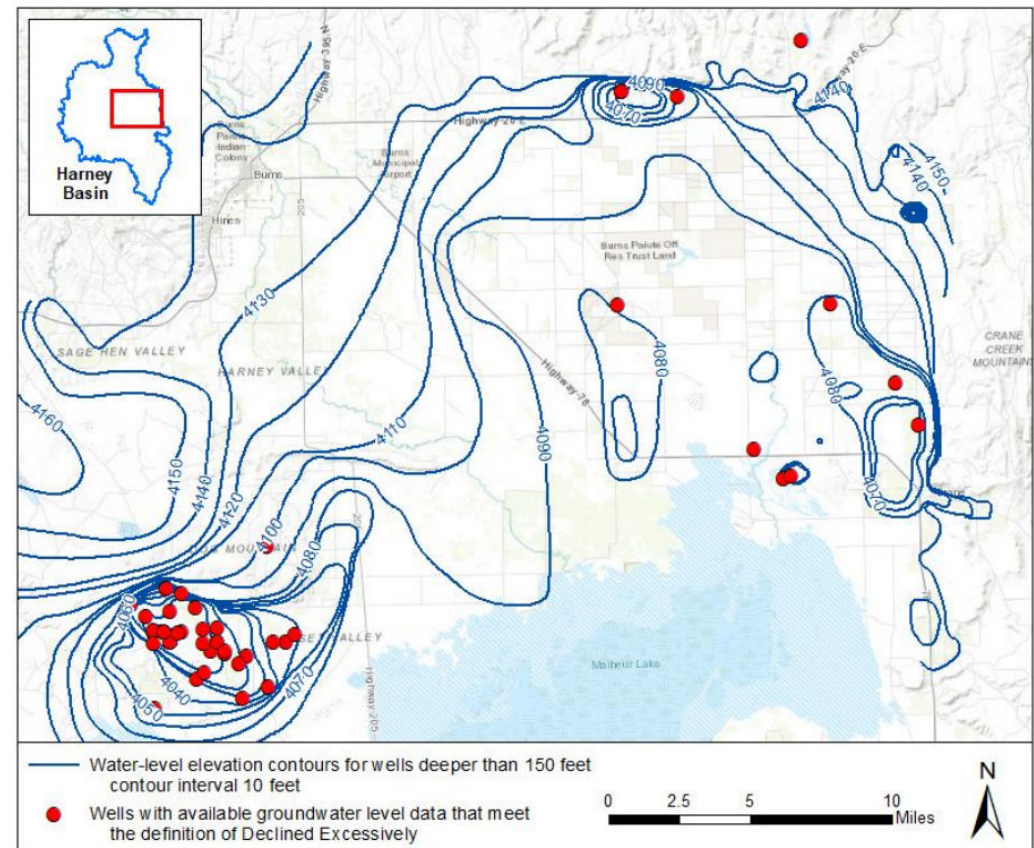 Harney
Basin
Highway 395 N
Highway-20-E
4090
4070
4140
Highway-20 E
Burns
Paiute
Indian
Colony
Burns
Municipal
Airport
4150
4140
Burns
205
Hines
Burns Paiute Off
Res Trust Land
4130
SAGE HEN VALLEY
HARNEY VALLEY
CRANE
CREEK
MOUNTAIN
4080
Highway-78
4080
4160
4110
4090
4150
4140
4120
4070
4100
4080
4060
4070
4040
4050
Malheur Lake
Highway-205
Water-level elevation contours for wells deeper than 150 feet
contour interval 10 feet
Wells with available groundwater level data that meet
the definition of Declined Excessively
0 2.5 5 10
Miles
N